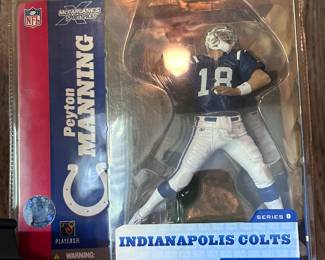 NFL
McFARLANE'S
SPORTSPICKS
Peyton
MANNING
18
SERIES 8
INDIANAPOLIS COLTS
PLAYERS
WARNING: